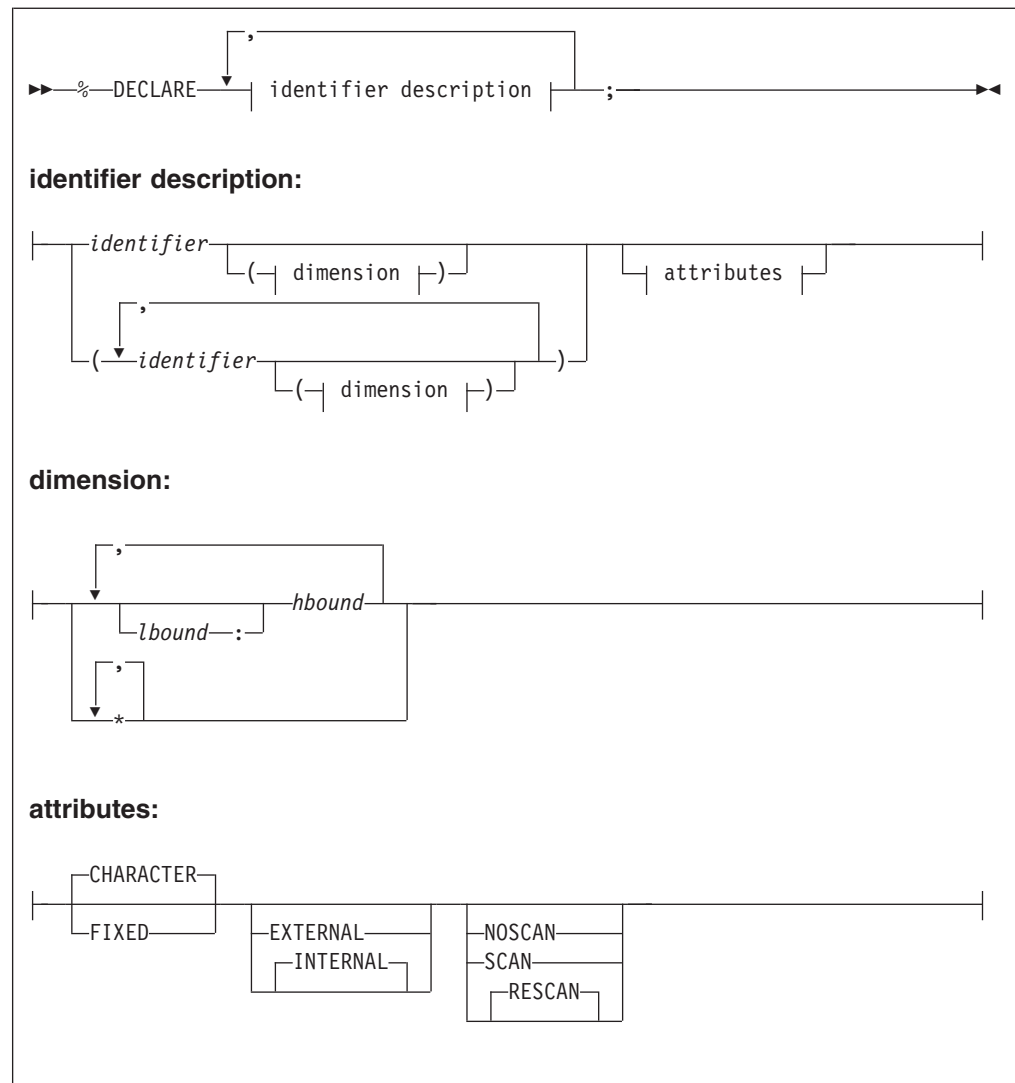 ,
% DECLARE identifier description ;
identifier description:
identifier
( dimension )
attributes
,
( identifier )
( dimension )
dimension:
,
hbound
lbound :
,
*
attributes:
CHARACTER
FIXED
EXTERNAL
INTERNAL
NOSCAN
SCAN
RESCAN